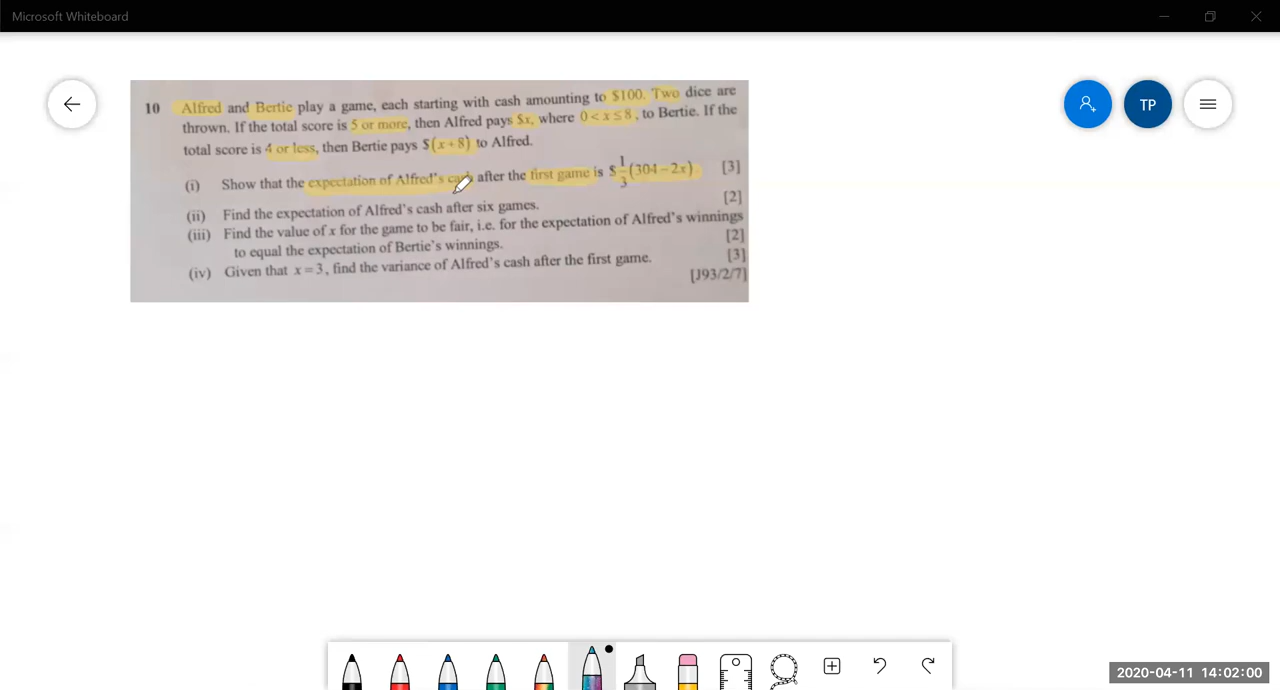 Microsoft Whiteboard
10 Alfred and Bertie play a game, each starting with cash amounting to $100. Two dice are
thrown. If the total score is 5 or more, then Alfred pays $x, where 0 < x ≤ 8, to Bertie. If the
total score is 4 or less, then Bertie pays $(x + 8) to Alfred.
(i) Show that the expectation of Alfred's cash after the first game is $1/3(304 – 2x). [3]
(ii) Find the expectation of Alfred's cash after six games. [2]
(iii) Find the value of x for the game to be fair, i.e. for the expectation of Alfred's winnings
to equal the expectation of Bertie's winnings. [2]
(iv) Given that x = 3, find the variance of Alfred's cash after the first game. [3]
[J93/2/7]
TP
2020-04-11 14:02:00